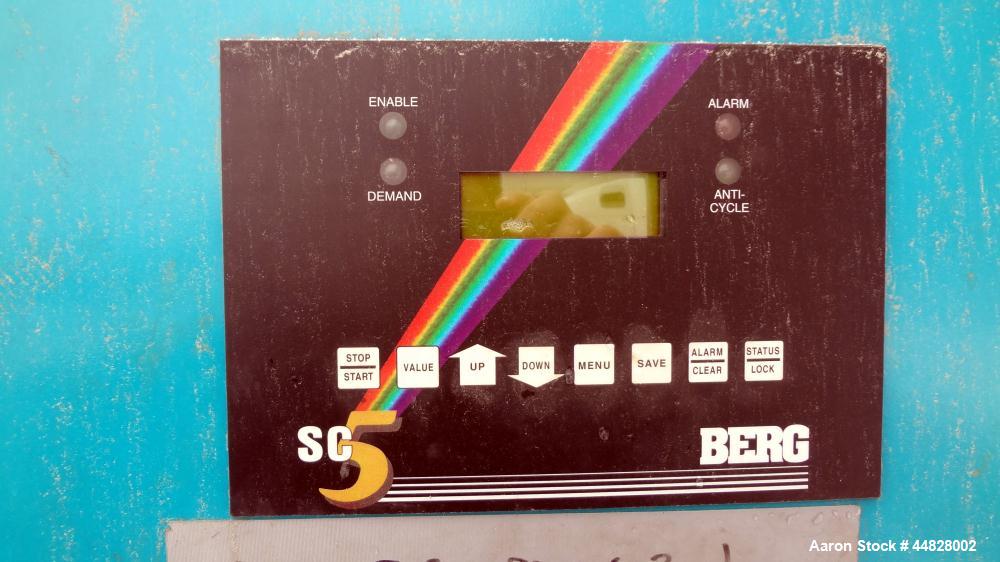 ENABLE
ALARM
DEMAND
ANTI-
CYCLE
STOP
START
VALUE
UP
DOWN
MENU
SAVE
ALARM
CLEAR
STATUS
LOCK
SC5
BERG
Aaron Stock # 44828002